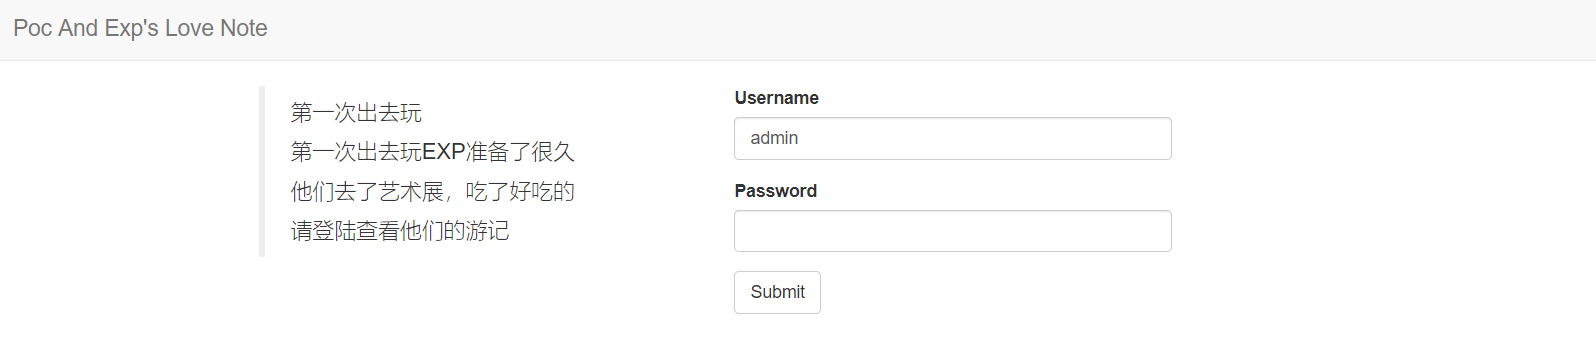 Poc And Exp's Love Note
第一次出去玩
第一次出去玩EXP准备了很久
他们去了艺术展，吃了好吃的
请登陆查看他们的游记
Username
admin
Password
Submit